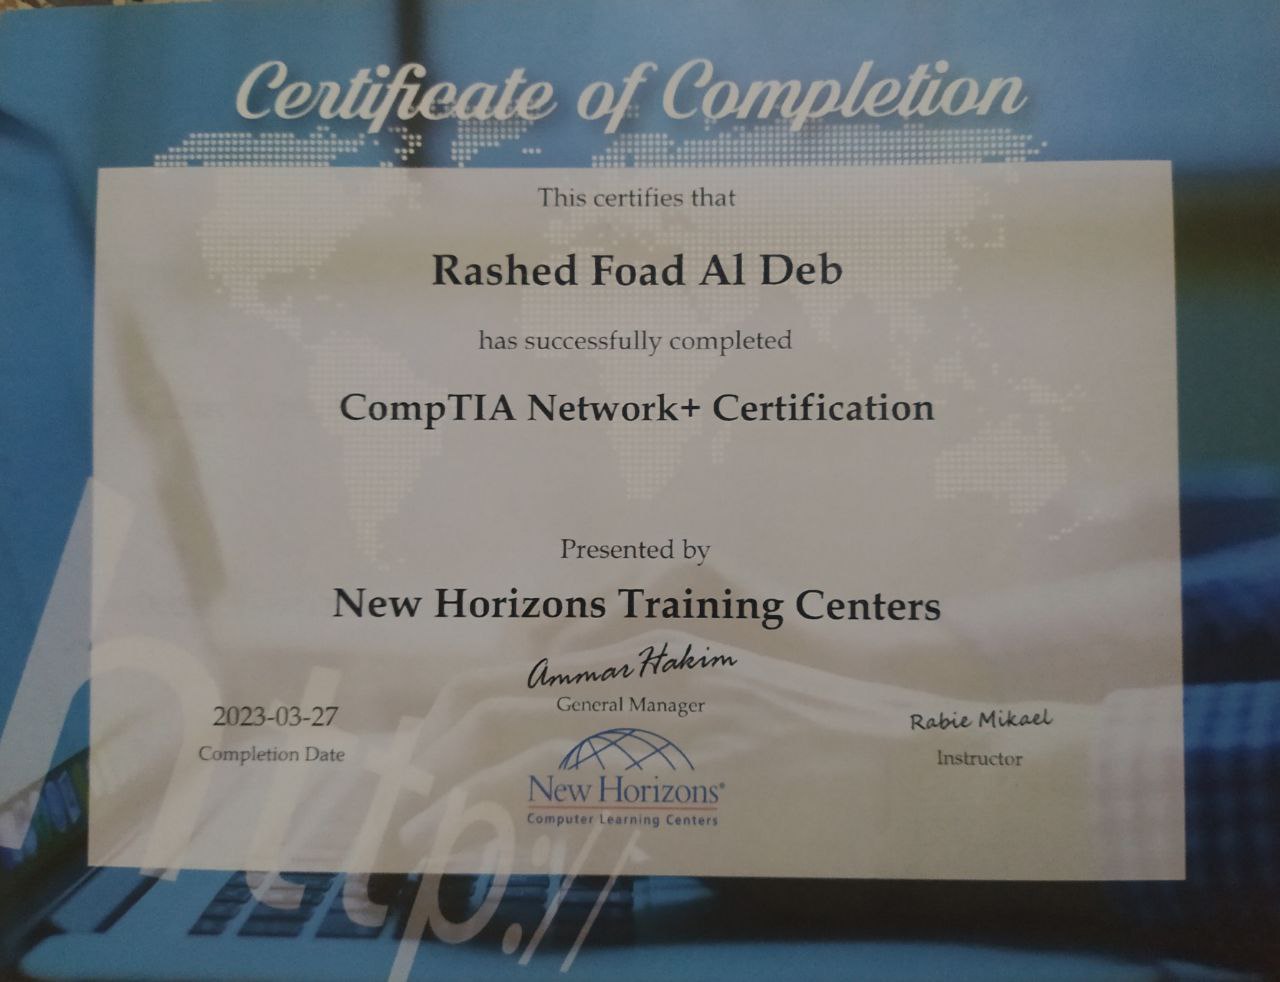 Certificate of Completion
This certifies that
Rashed Foad Al Deb
has successfully completed
CompTIA Network+ Certification
Presented by
New Horizons Training Centers
Ammar Hakim
General Manager
2023-03-27
Completion Date
Rabie Mikael
Instructor
New Horizons®
Computer Learning Centers
http://